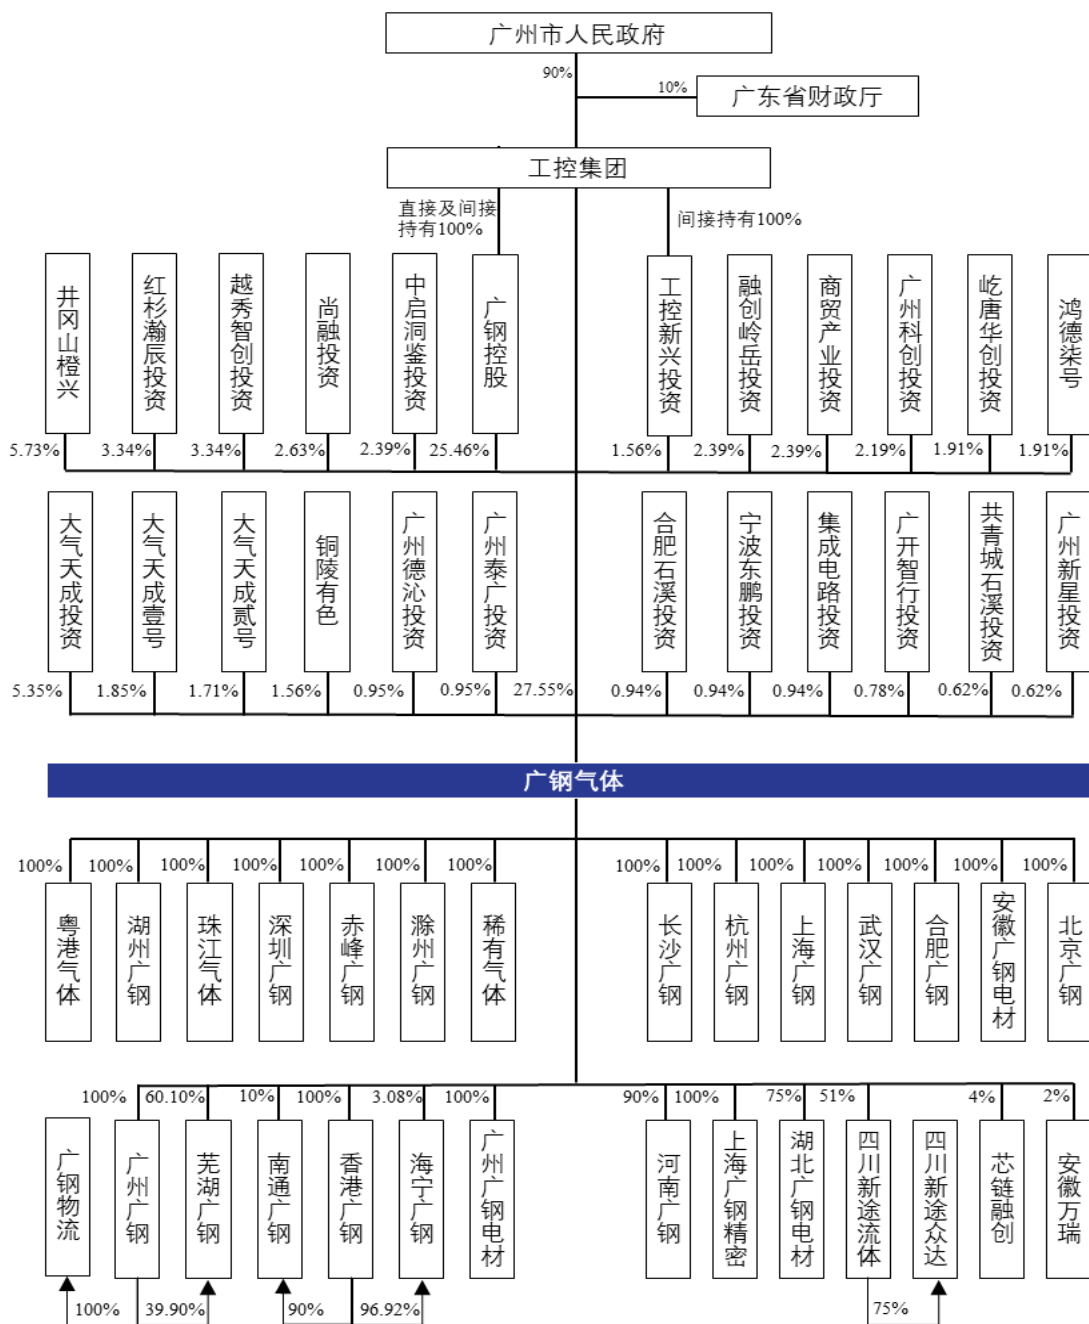 广州市人民政府
90%
10%
广东省财政厅
工控集团
直接及间接
持有100%
间接持有100%
井冈山橙兴
红杉瀚辰投资
越秀智创投资
尚融投资
中启洞鉴投资
广钢控股
工控新兴投资
融创岭岳投资
商贸产业投资
广州科创投资
屹唐华创投资
鸿德柒号
5.73%
3.34%
3.34%
2.63%
2.39%
25.46%
1.56%
2.39%
2.39%
2.19%
1.91%
1.91%
大气天成投资
大气天成壹号
大气天成贰号
铜陵有色
广州德沁投资
广州泰广投资
合肥石溪投资
宁波东鹏投资
集成电路投资
广开智行投资
共青城石溪投资
广州新星投资
5.35%
1.85%
1.71%
1.56%
0.95%
0.95%
27.55%
0.94%
0.94%
0.94%
0.78%
0.62%
0.62%
广钢气体
100%
100%
100%
100%
100%
100%
100%
100%
100%
100%
100%
100%
100%
100%
粤港气体
湖州广钢
珠江气体
深圳广钢
赤峰广钢
滁州广钢
稀有气体
长沙广钢
杭州广钢
上海广钢
武汉广钢
合肥广钢
安徽广钢电材
北京广钢
100%
60.10%
10%
100%
3.08%
100%
90%
100%
75%
51%
4%
2%
广钢物流
广州广钢
芜湖广钢
南通广钢
香港广钢
海宁广钢
广州广钢电材
河南广钢
上海广钢精密
湖北广钢电材
四川新途流体
四川新途众达
芯链融创
安徽万瑞
100%
39.90%
90%
96.92%
75%